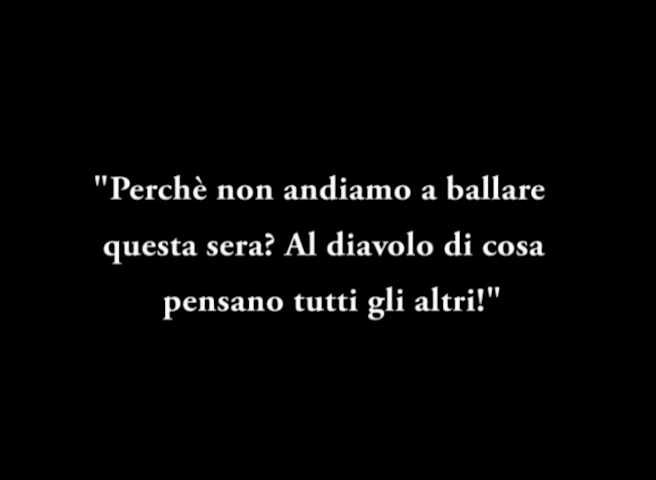 "Perchè non andiamo a ballare
questa sera? Al diavolo di cosa
pensano tutti gli altri!"